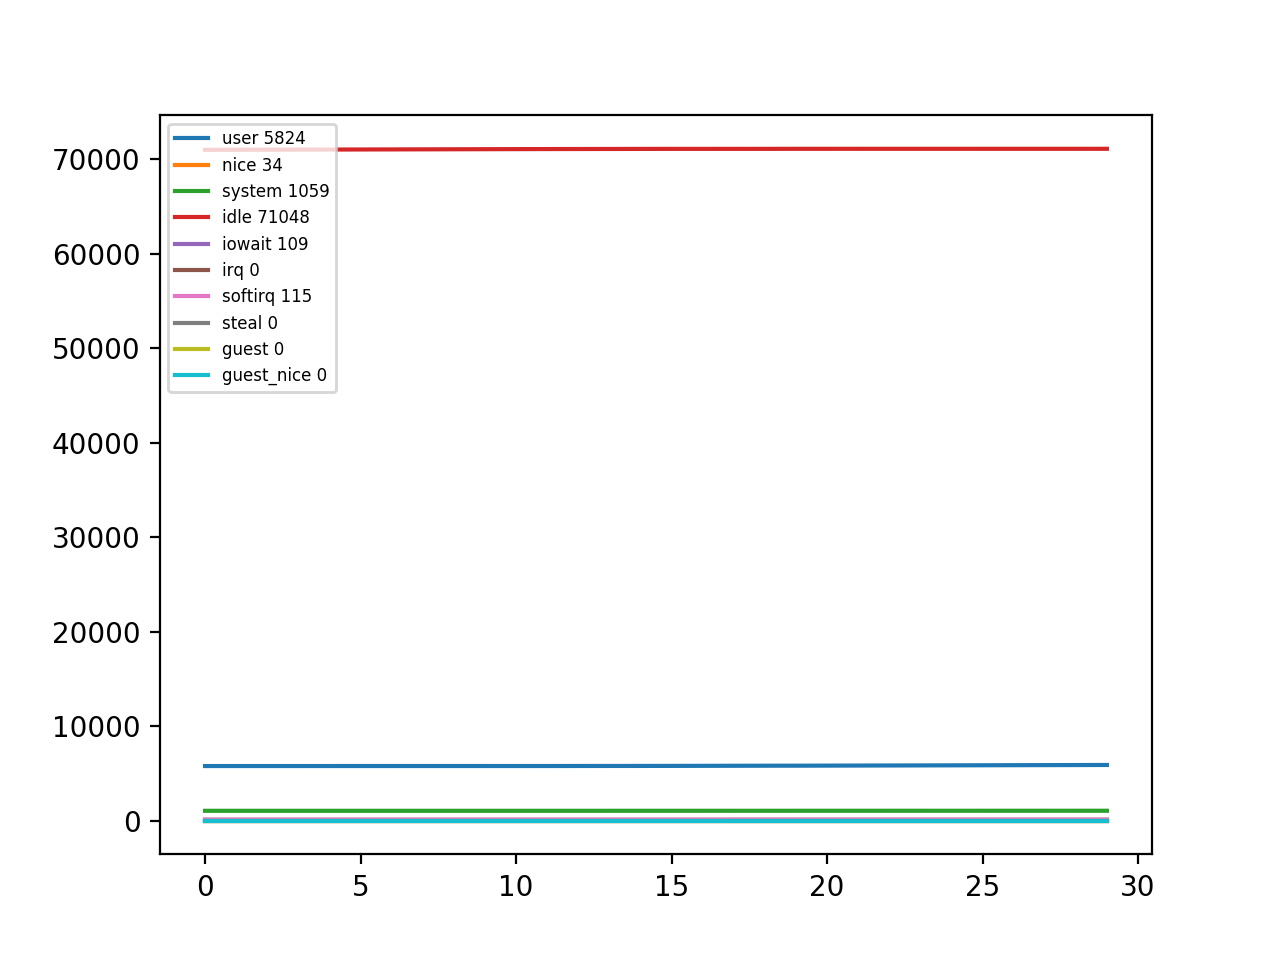 user 5824
nice 34
system 1059
idle 71048
iowait 109
irq 0
softirq 115
steal 0
guest 0
guest_nice 0
70000
60000
50000
40000
30000
20000
10000
0
0 5 10 15 20 25 30